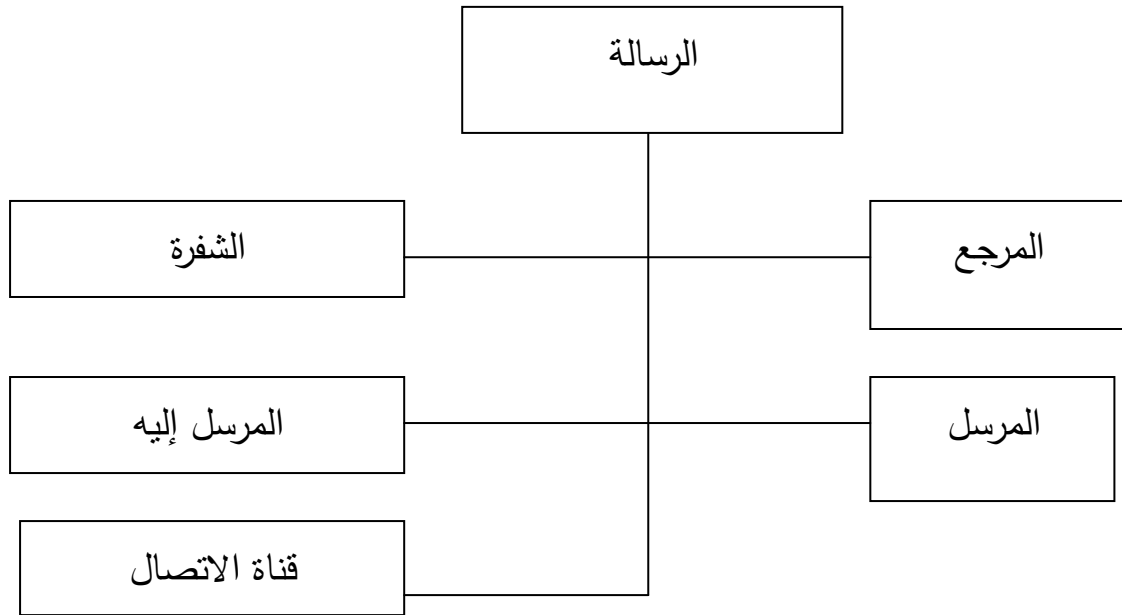 الرسالة
المرجع
الشفرة
المرسل
المرسل إليه
قناة الاتصال